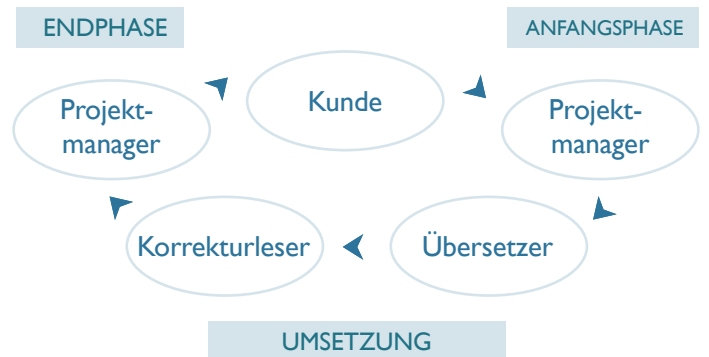 ENDPHASE
ANFANGSPHASE
Kunde
Projekt-
manager
Projekt-
manager
Korrekturleser
Übersetzer
UMSETZUNG